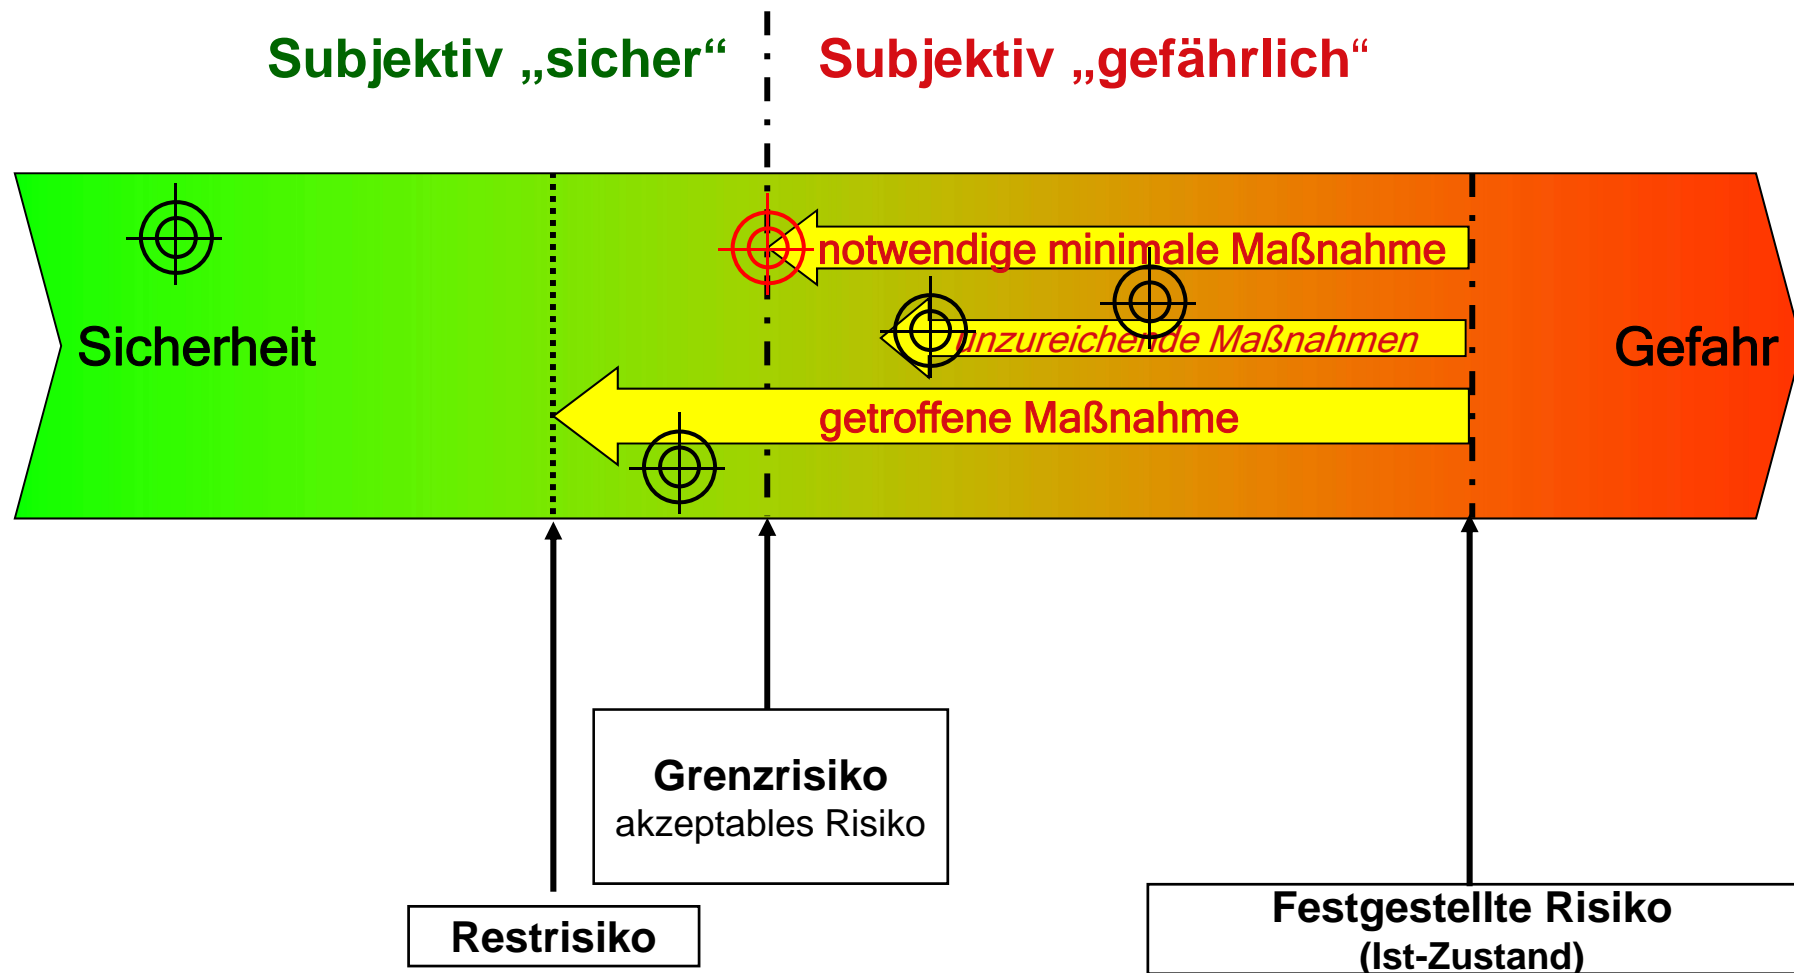 Subjektiv „sicher“
Subjektiv „gefährlich“
notwendige minimale Maßnahme
unzureichende Maßnahmen
Sicherheit
Gefahr
getroffene Maßnahme
Grenzrisiko
akzeptables Risiko
Restrisiko
Festgestellte Risiko
(Ist-Zustand)